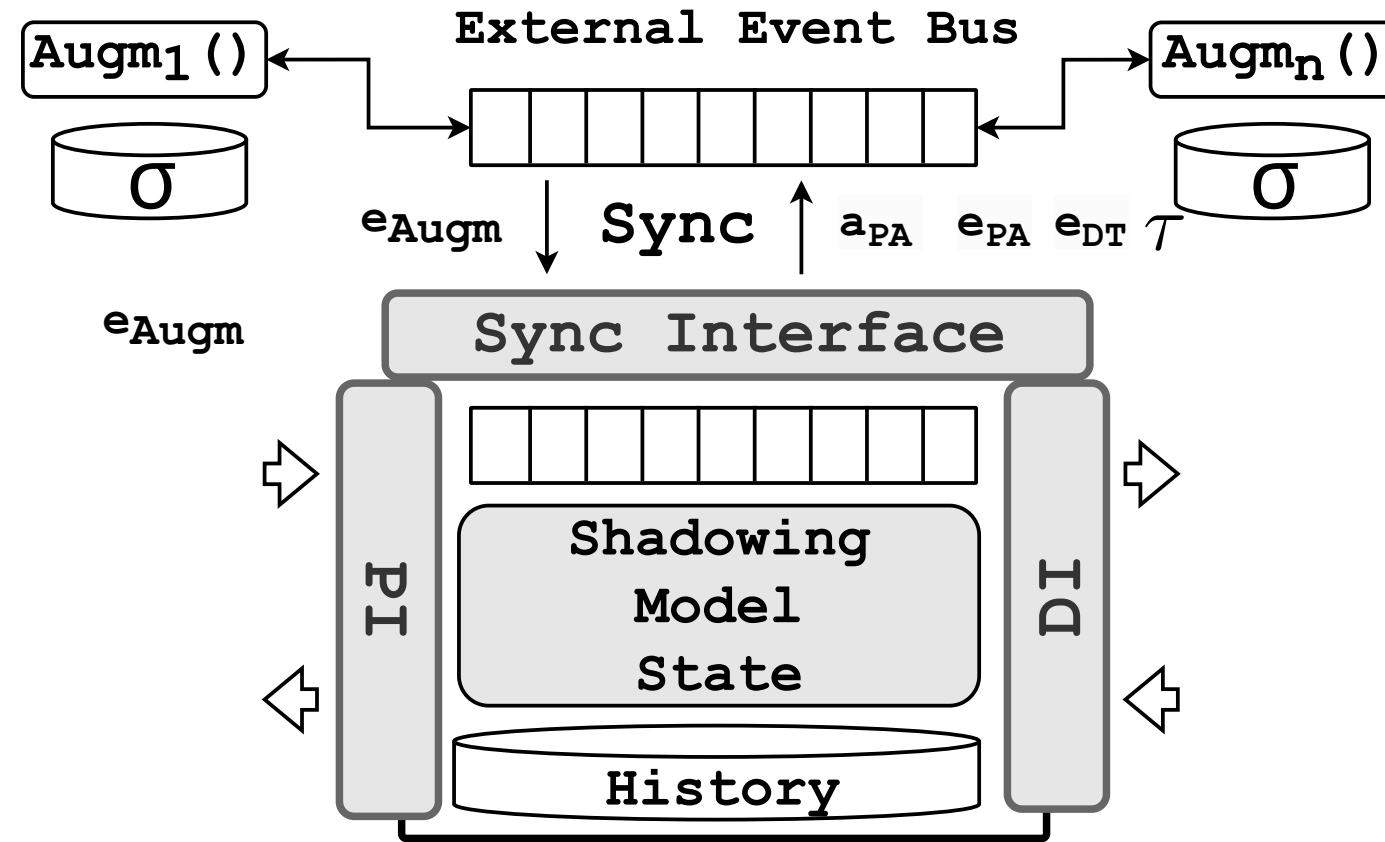 External Event Bus
Augm1()
Augmn()
σ
σ
eAugm
Sync
aPA ePA eDT τ
eAugm
Sync Interface
PI
DI
Shadowing
Model
State
History